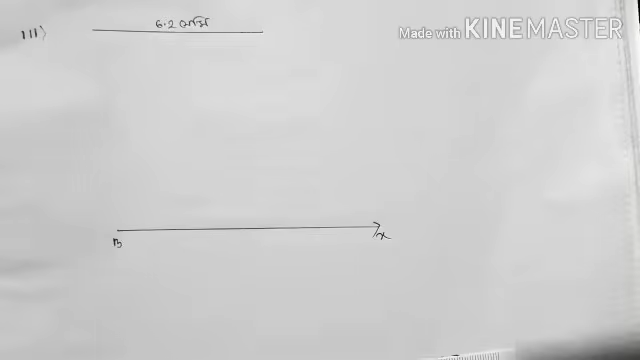 iii)
6.2 সেমি
Made with KINEMASTER
B
x